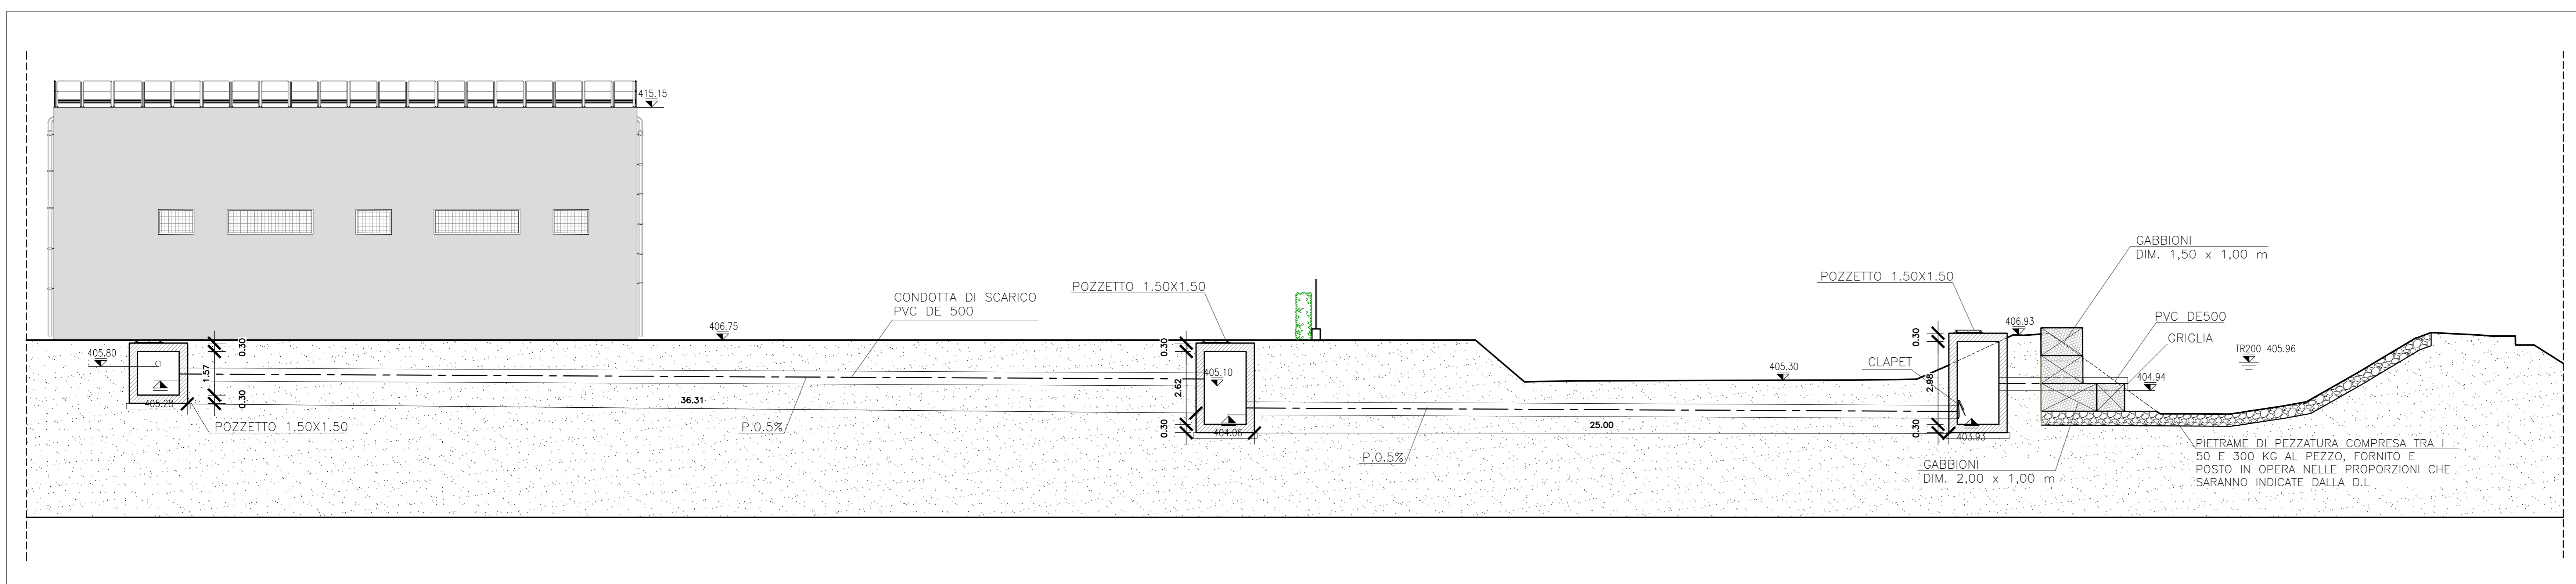 415.15
GABBIONI
DIM. 1,50 x 1,00 m
POZZETTO 1.50X1.50
POZZETTO 1.50X1.50
CONDOTTA DI SCARICO
PVC DE 500
PVC DE500
GRIGLIA
406.75
406.93
TR200 405.96
405.80
0.30
1.57
0.30
405.28
POZZETTO 1.50X1.50
36.31
P.0.5%
0.30
2.62
0.30
405.10
404.06
25.00
P.0.5%
405.30
CLAPET
0.30
2.98
0.30
403.93
404.94
GABBIONI
DIM. 2,00 x 1,00 m
PIETRAME DI PEZZATURA COMPRESA TRA I
50 E 300 KG AL PEZZO, FORNITO E
POSTO IN OPERA NELLE PROPORZIONI CHE
SARANNO INDICATE DALLA D.L